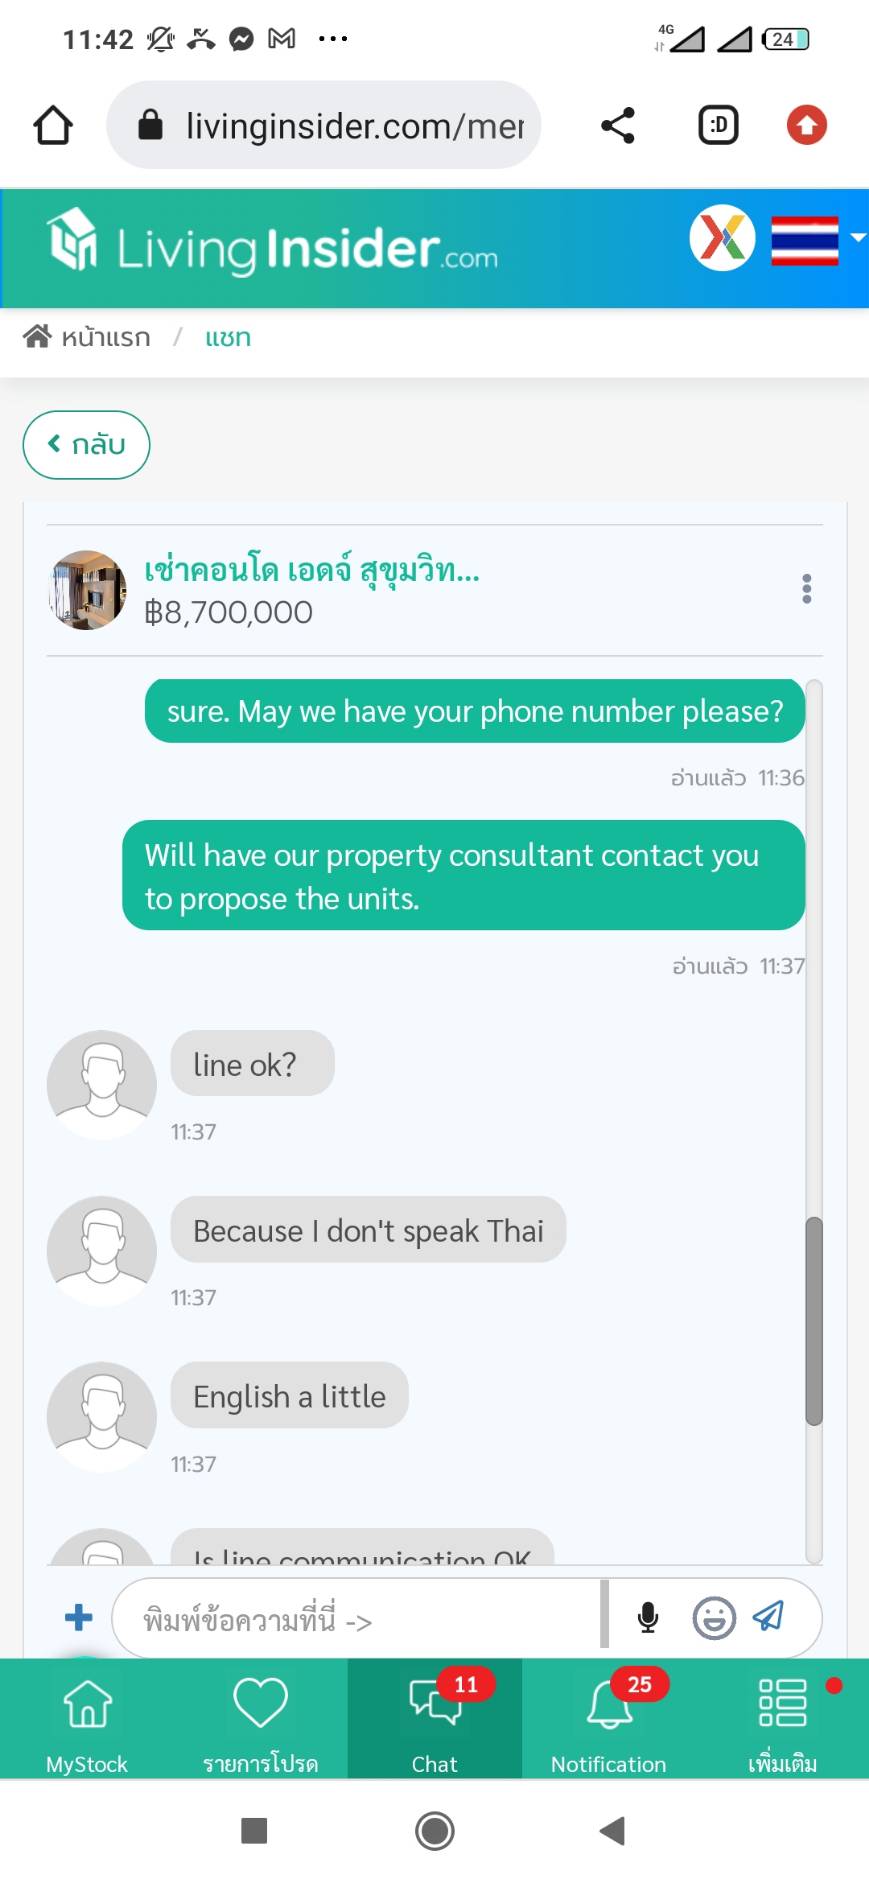 11:42
4G
24
livinginsider.com/mer
:D
LivingInsider.com
หน้าแรก / แชท
< กลับ
เช่าคอนโด เอดจ์ สุขุมวิท...
฿8,700,000
sure. May we have your phone number please?
อ่านแล้ว 11:36
Will have our property consultant contact you
to propose the units.
อ่านแล้ว 11:37
line ok?
11:37
Because I don't speak Thai
11:37
English a little
11:37
Is line communication OK
พิมพ์ข้อความที่นี่ ->
11
25
MyStock
รายการโปรด
Chat
Notification
เพิ่มเติม